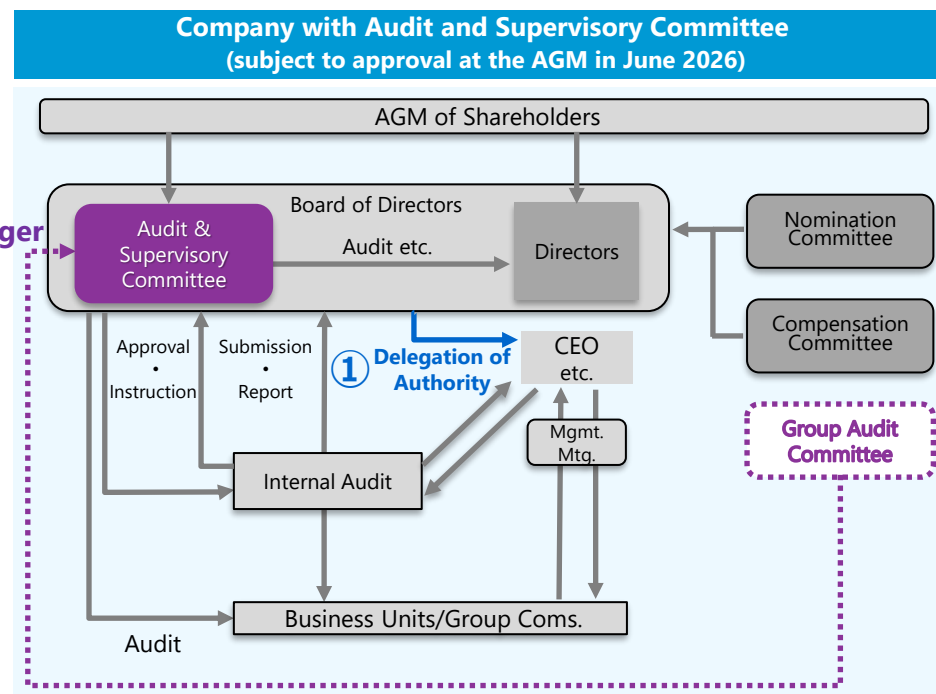 Company with Audit and Supervisory Committee
(subject to approval at the AGM in June 2026)
AGM of Shareholders
Board of Directors
Audit &
Supervisory
Committee
Audit etc.
Directors
Nomination
Committee
Compensation
Committee
ger
Approval
・
Instruction
Submission
・
Report
① Delegation of
Authority
CEO
etc.
Mgmt.
Mtg.
Group Audit
Committee
Internal Audit
Business Units/Group Coms.
Audit